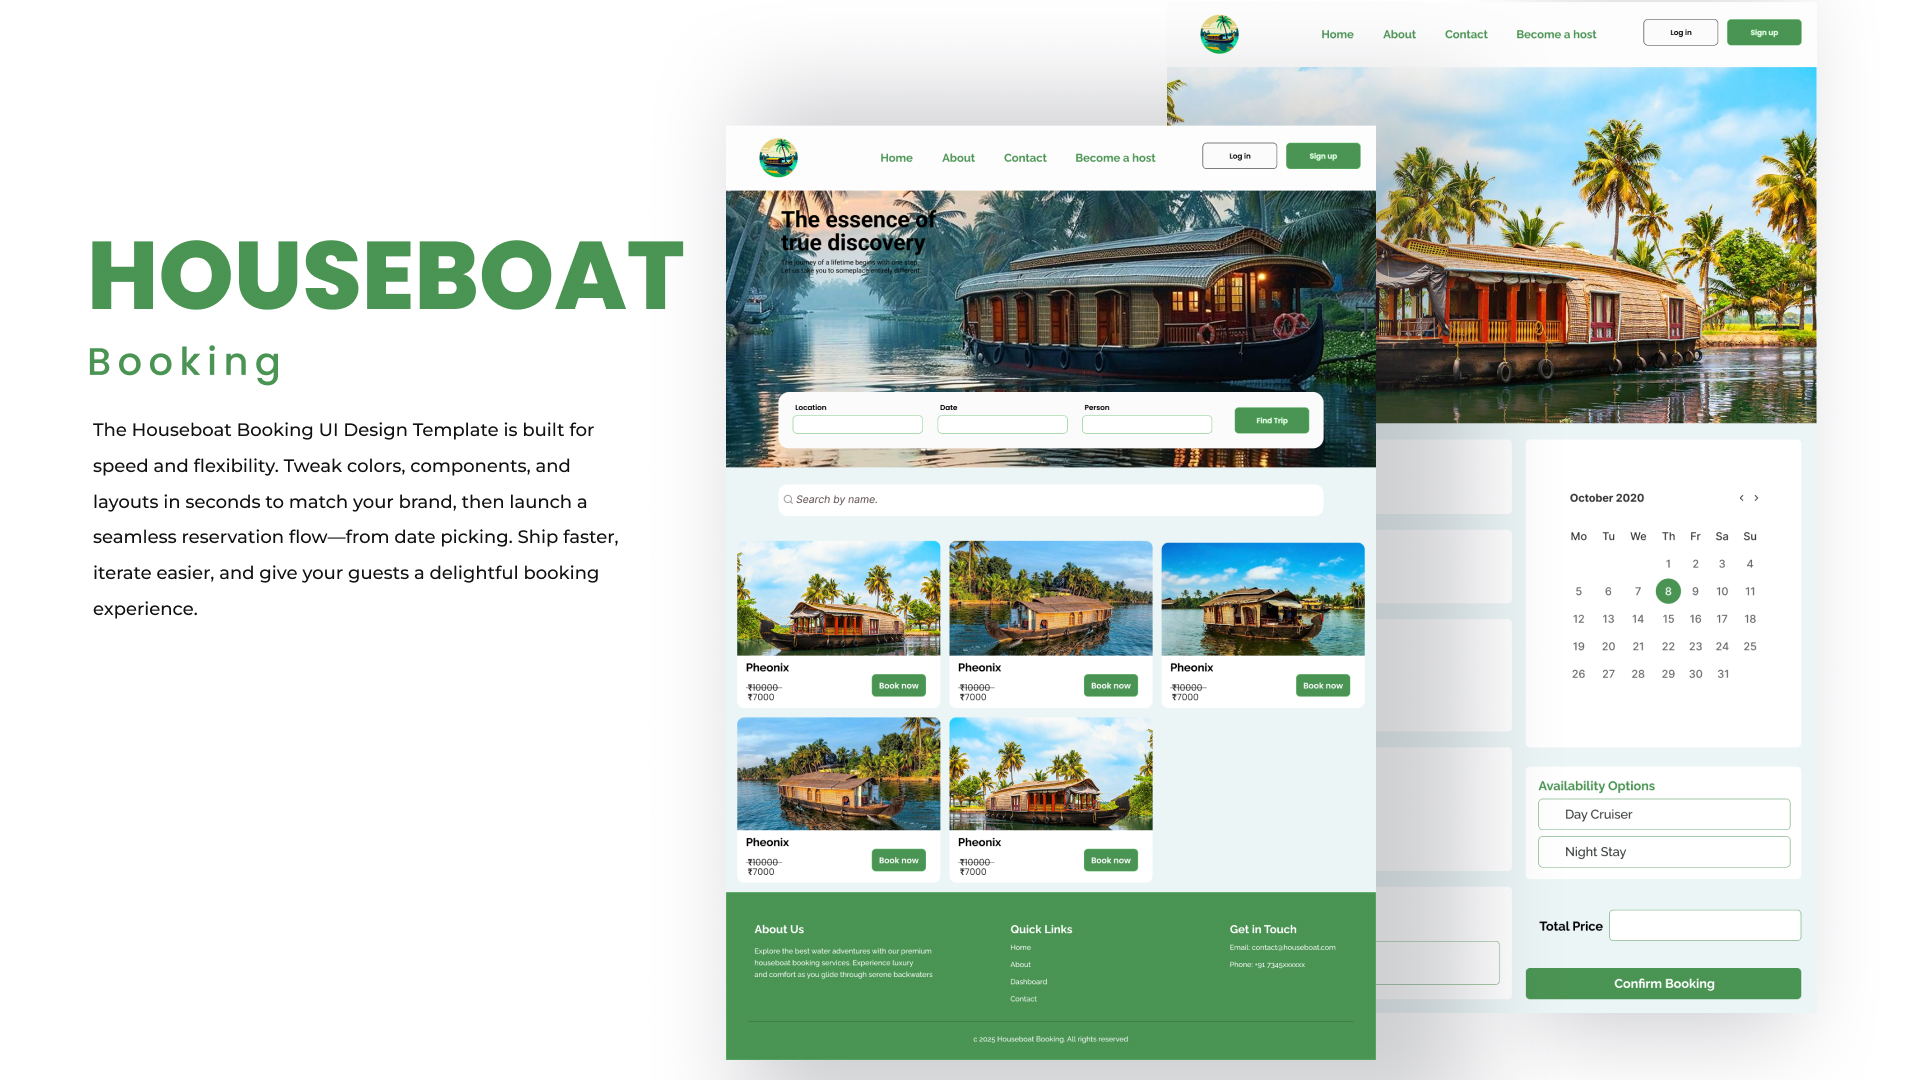 HOUSEBOAT
Booking
The Houseboat Booking UI Design Template is built for
speed and flexibility. Tweak colors, components, and
layouts in seconds to match your brand, then launch a
seamless reservation flow—from date picking. Ship faster,
iterate easier, and give your guests a delightful booking
experience.
Home About Contact Become a host Log in Sign up
The essence of
true discovery
The journey of a lifetime begins with one step.
Let us take you to someplace entirely different.
Location Date Person
Find Trip
Search by name.
Pheonix Pheonix Pheonix
₹10000 ₹10000 ₹10000
₹7000 ₹7000 ₹7000
Book now Book now Book now
Pheonix Pheonix
₹10000 ₹10000
₹7000 ₹7000
Book now Book now
About Us
Explore the best water adventures with our premium
houseboat booking services. Experience luxury
and comfort as you glide through serene backwaters
Quick Links
Home
About
Dashboard
Contact
Get in Touch
Email: contact@houseboat.com
Phone: +91 7345xxxxxx
c 2025 Houseboat Booking. All rights reserved
Home About Contact Become a host Log in Sign up
October 2020 < >
Mo Tu We Th Fr Sa Su
1 2 3 4
5 6 7 8 9 10 11
12 13 14 15 16 17 18
19 20 21 22 23 24 25
26 27 28 29 30 31
Availability Options
Day Cruiser
Night Stay
Total Price
Confirm Booking